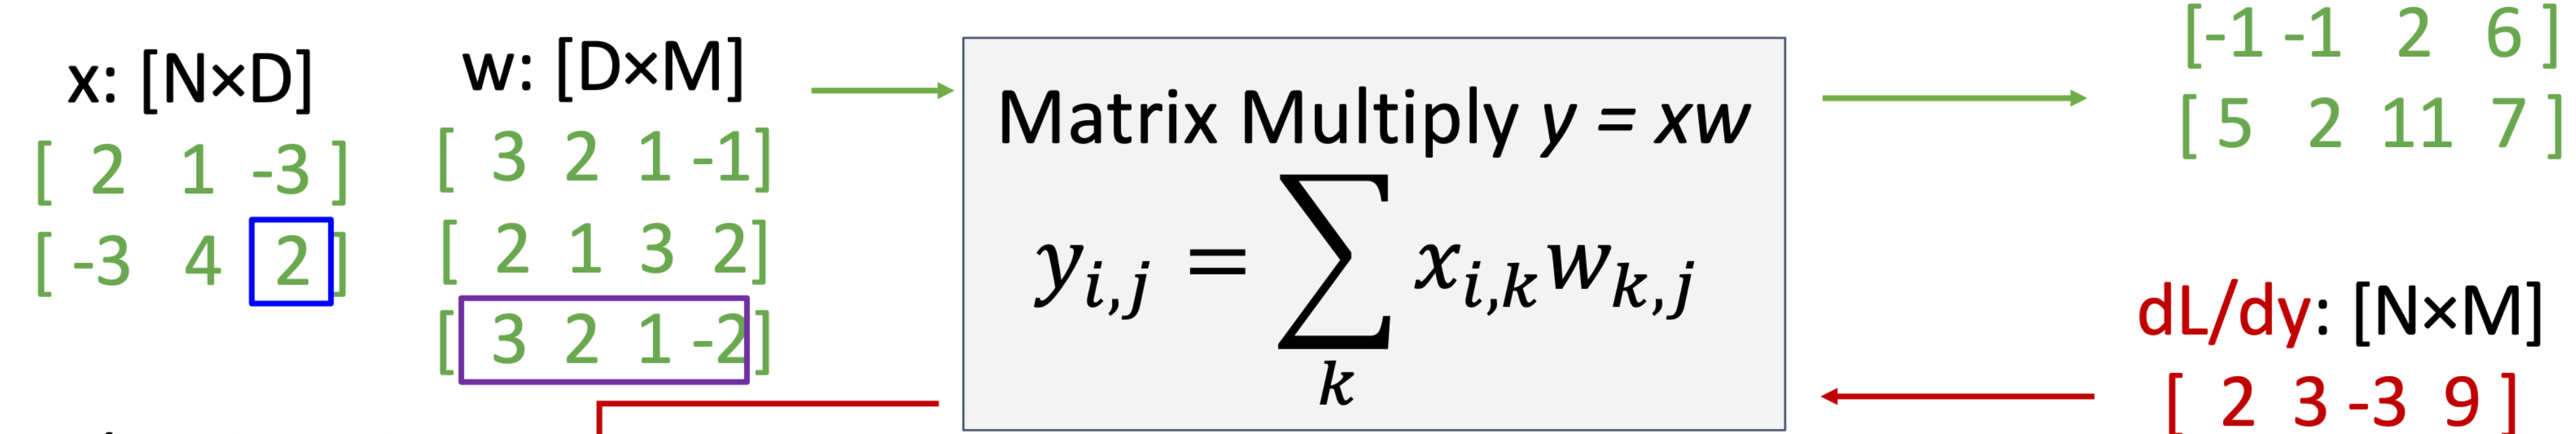 x: [N×D]
[ 2 1 -3 ]
[ -3 4 2 ]
w: [D×M]
[ 3 2 1 -1]
[ 2 1 3 2]
[ 3 2 1 -2]
Matrix Multiply y = xw
y_{i,j} = ∑_k x_{i,k}w_{k,j}
[-1 -1 2 6 ]
[ 5 2 11 7 ]
dL/dy: [N×M]
[ 2 3 -3 9 ]